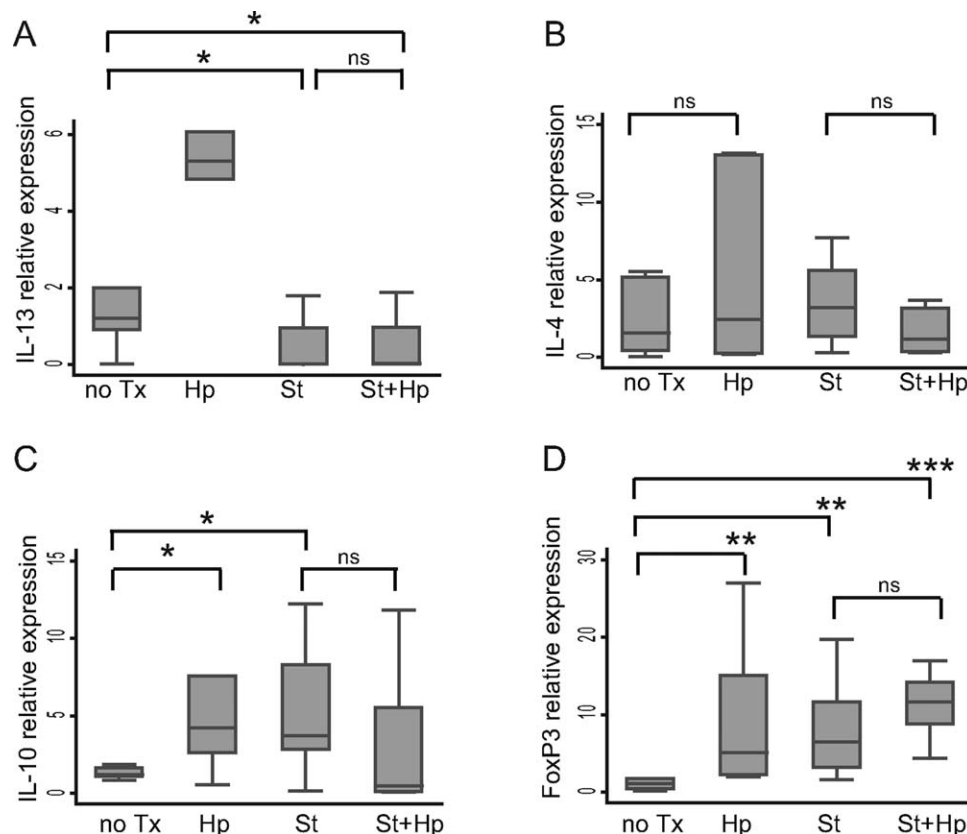 A
*
*
ns
IL-13 relative expression
6
4
2
0
no Tx Hp St St+Hp
B
ns ns
IL-4 relative expression
15
10
5
0
no Tx Hp St St+Hp
C
*
*
ns
IL-10 relative expression
15
10
5
0
no Tx Hp St St+Hp
D
***
**
**
ns
FoxP3 relative expression
30
20
10
0
no Tx Hp St St+Hp